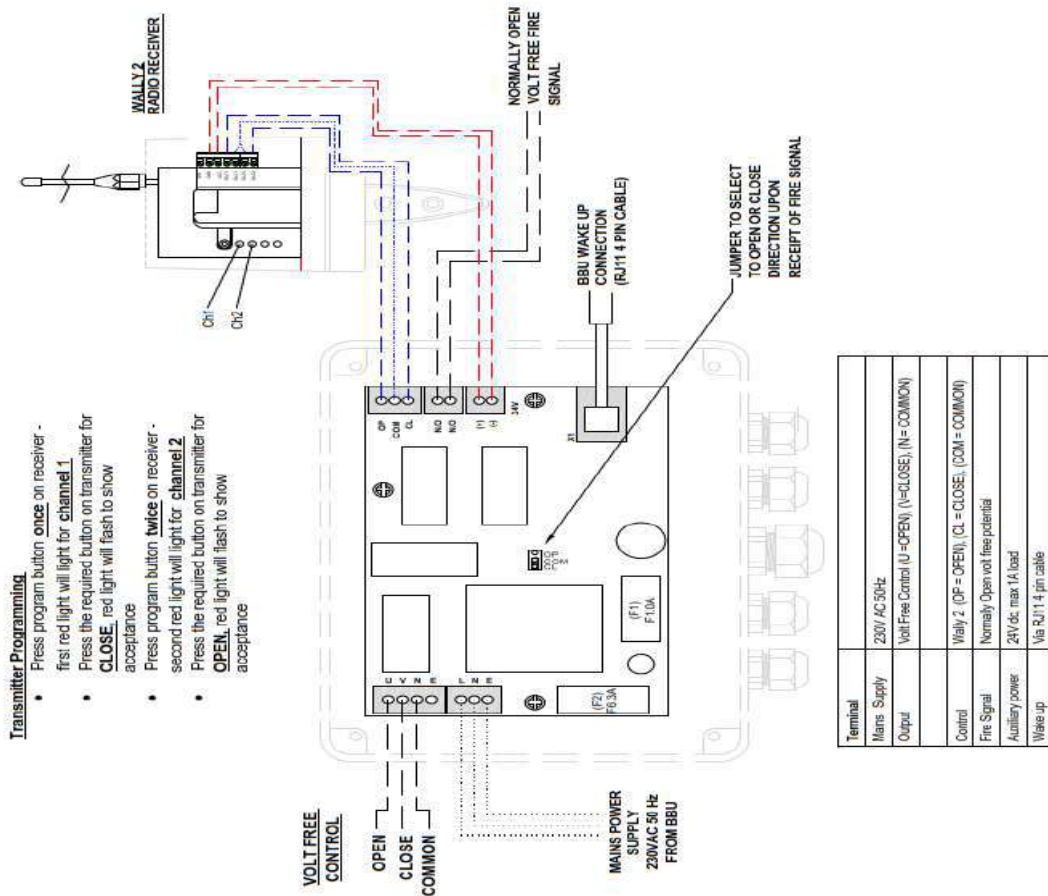 Transmitter Programming
• Press program button once on receiver -
first red light will light for channel 1
• Press the required button on transmitter for
CLOSE, red light will flash to show
acceptance
• Press program button twice on receiver -
second red light will light for channel 2
• Press the required button on transmitter for
OPEN, red light will flash to show
acceptance
WALLY 2
RADIO RECEIVER
Ch1
Ch2
NORMALLY OPEN
VOLT FREE FIRE
SIGNAL
BBU WAKE UP
CONNECTION
(RJ11 4 PIN CABLE)
JUMPER TO SELECT
TO OPEN OR CLOSE
DIRECTION UPON
RECEIPT OF FIRE SIGNAL
OP
COM
CL
N/O
N/O
(+)
(-)
24V
X1
OP
COM
CL
(F1)
F1.0A
(F2)
F6.3A
U
V
N
E
L
N
E
VOLT FREE
CONTROL
OPEN
CLOSE
COMMON
MAINS POWER
SUPPLY
230VAC 50 Hz
FROM BBU
Terminal
Mains Supply 230V AC 50Hz
Output Volt Free Control (U =OPEN), (V=CLOSE), (N = COMMON)
Control Wally 2 (OP = OPEN), (CL = CLOSE), (COM = COMMON)
Fire Signal Normally Open volt free potential
Auxiliary power 24V dc max 1A load
Wake up Via RJ11 4 pin cable